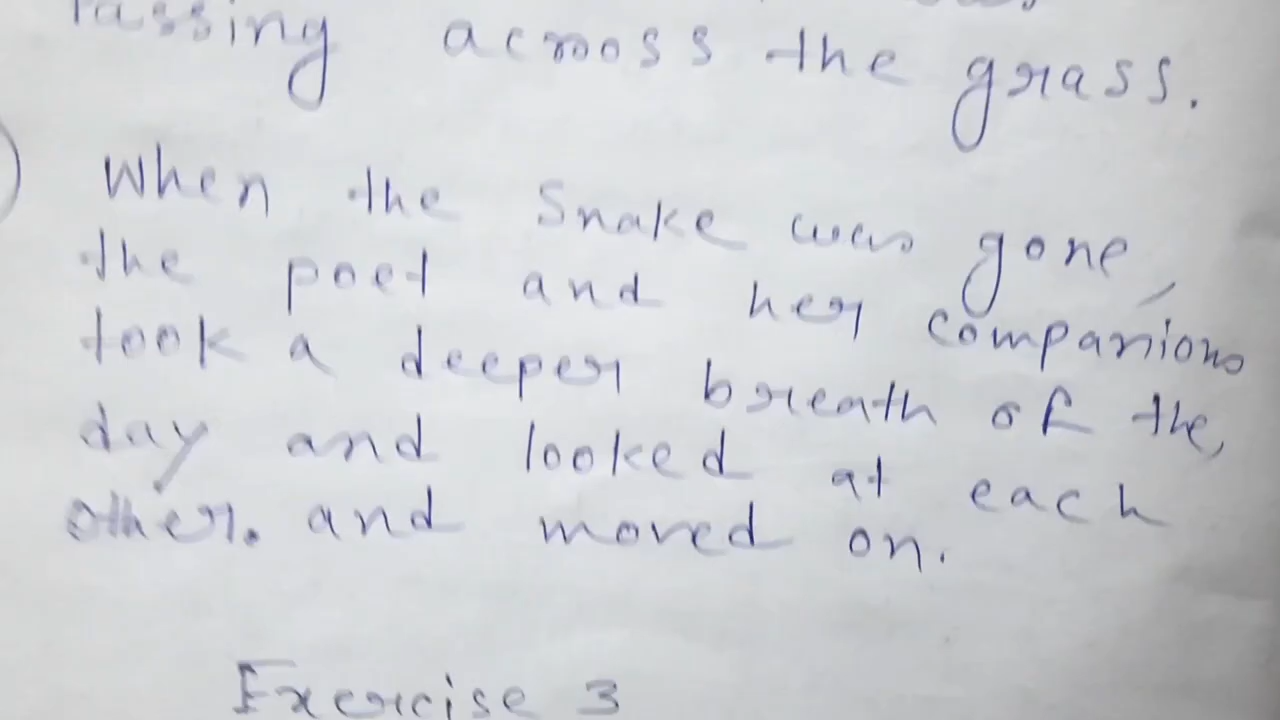 Passing across the grass.
) When the Snake was gone,
the poet and her companions
took a deeper breath of the,
day and looked at each
other. and moved on.
Exercise 3